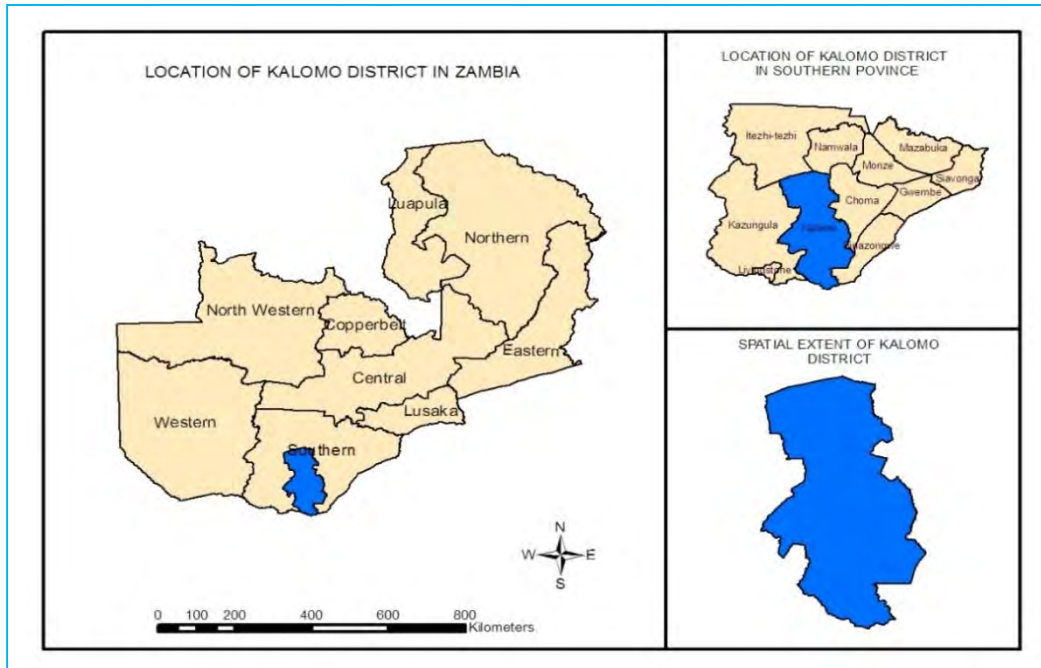 LOCATION OF KALOMO DISTRICT IN ZAMBIA
Luapula
Northern
North Western
Copperbelt
Eastern
Central
Western
Lusaka
Southern
N
W
E
S
0 100 200 400 600 800
Kilometers
LOCATION OF KALOMO DISTRICT
IN SOUTHERN POVINCE
Itezhi-tezhi
Namwala
Mazabuka
Monze
Siavonga
Gwembe
Choma
Kazungula
Livingstone
SPATIAL EXTENT OF KALOMO
DISTRICT